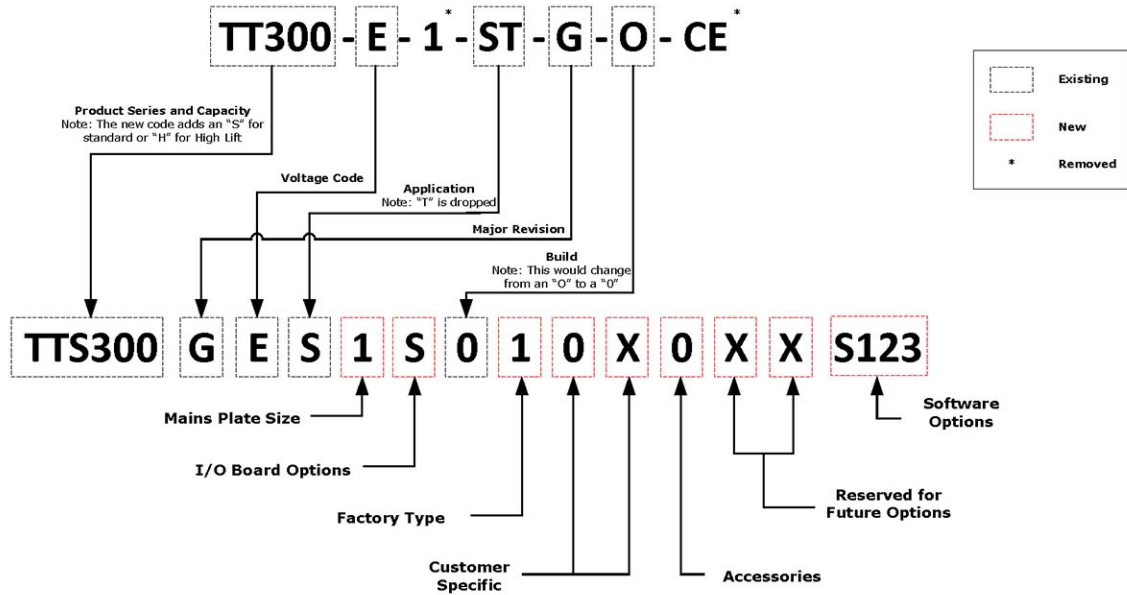 TT300 - E - 1* - ST - G - O - CE*
Existing
New
* Removed
Product Series and Capacity
Note: The new code adds an “S” for
standard or “H” for High Lift
Voltage Code
Application
Note: “T” is dropped
Major Revision
Build
Note: This would change
from an “O” to a “0”
TTS300 G E S 1 S 0 1 0 X 0 X X S123
Mains Plate Size
I/O Board Options
Factory Type
Customer
Specific
Accessories
Reserved for
Future Options
Software
Options